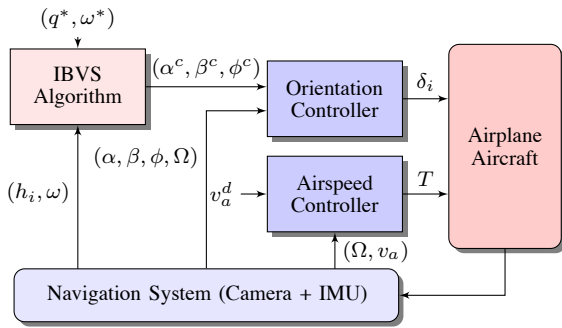 (q*, ω*)
IBVS
Algorithm
(α^c, β^c, ϕ^c)
Orientation
Controller
δ_i
Airplane
Aircraft
(α, β, ϕ, Ω)
(h_i, ω)
v_a^d
Airspeed
Controller
T
(Ω, v_a)
Navigation System (Camera + IMU)